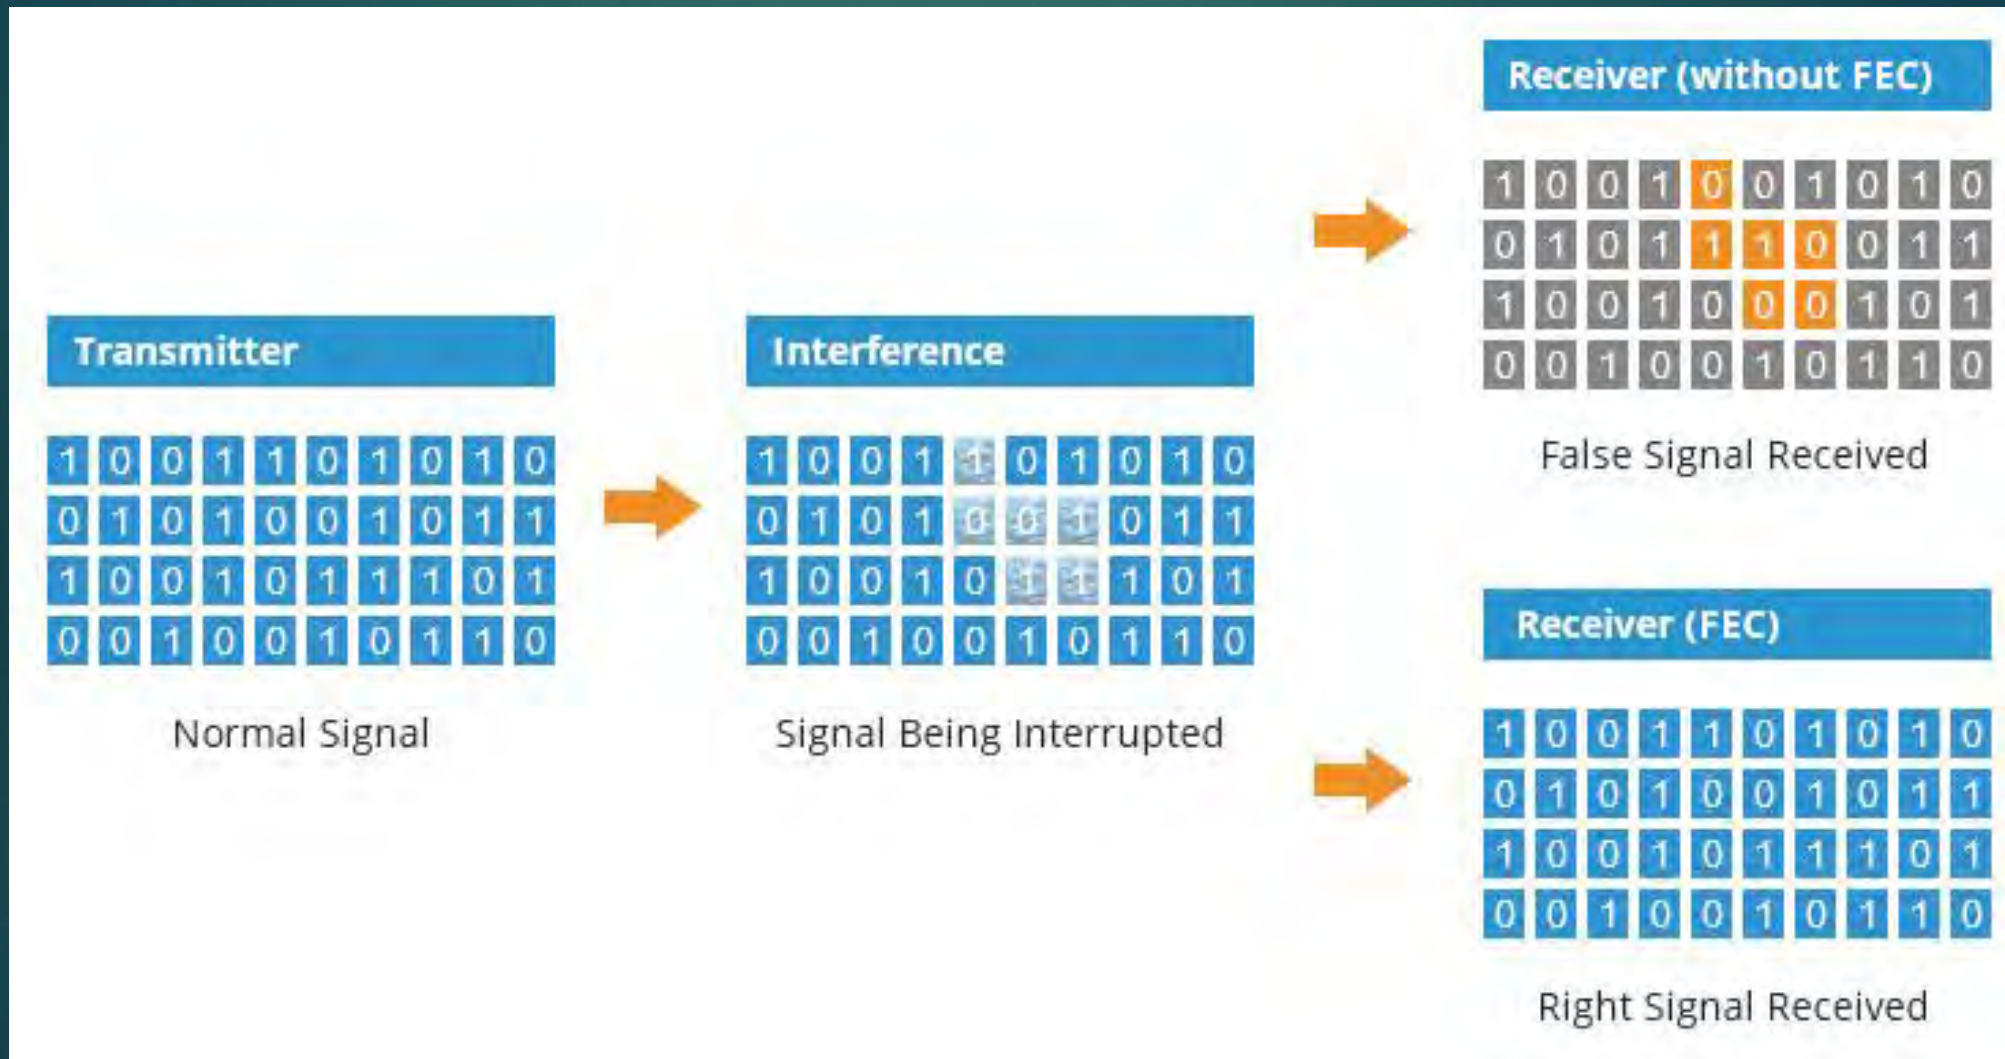 Transmitter
1 0 0 1 1 0 1 0 1 0
0 1 0 1 0 0 1 0 1 1
1 0 0 1 0 1 1 1 0 1
0 0 1 0 0 1 0 1 1 0
Normal Signal
Interference
1 0 0 1 1 0 1 0 1 0
0 1 0 1 0 0 1 0 1 1
1 0 0 1 0 1 1 1 0 1
0 0 1 0 0 1 0 1 1 0
Signal Being Interrupted
Receiver (without FEC)
1 0 0 1 0 0 1 0 1 0
0 1 0 1 1 1 0 0 1 1
1 0 0 1 0 0 0 1 0 1
0 0 1 0 0 1 0 1 1 0
False Signal Received
Receiver (FEC)
1 0 0 1 1 0 1 0 1 0
0 1 0 1 0 0 1 0 1 1
1 0 0 1 0 1 1 1 0 1
0 0 1 0 0 1 0 1 1 0
Right Signal Received